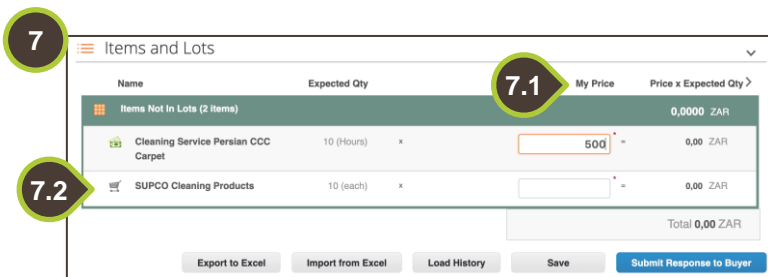 7
Items and Lots
7.1
Name Expected Qty My Price Price x Expected Qty
Items Not In Lots (2 items) 0,0000 ZAR
Cleaning Service Persian CCC Carpet 10 (Hours) x 500 * = 0,00 ZAR
7.2
SUPCO Cleaning Products 10 (each) x * = 0,00 ZAR
Total 0,00 ZAR
Export to Excel Import from Excel Load History Save Submit Response to Buyer